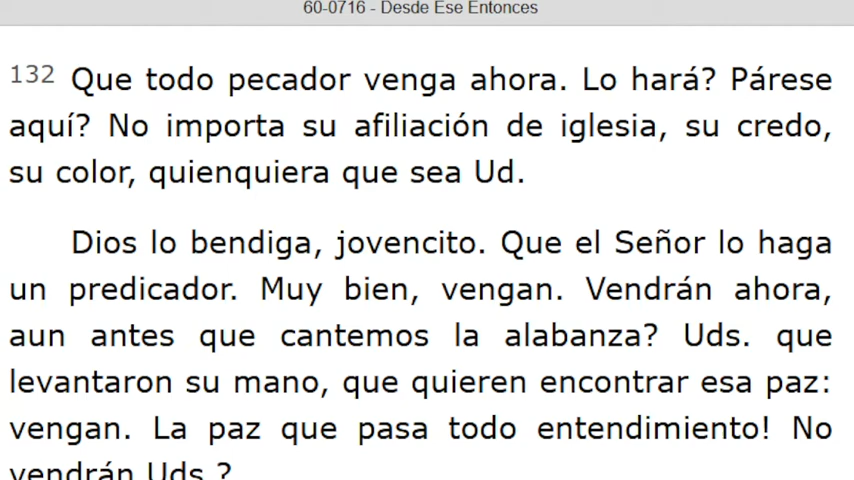 60-0716 - Desde Ese Entonces
132 Que todo pecador venga ahora. Lo hará? Párese
aquí? No importa su afiliación de iglesia, su credo,
su color, quienquiera que sea Ud.
Dios lo bendiga, jovencito. Que el Señor lo haga
un predicador. Muy bien, vengan. Vendrán ahora,
aun antes que cantemos la alabanza? Uds. que
levantaron su mano, que quieren encontrar esa paz:
vengan. La paz que pasa todo entendimiento! No
vendrán Uds.?